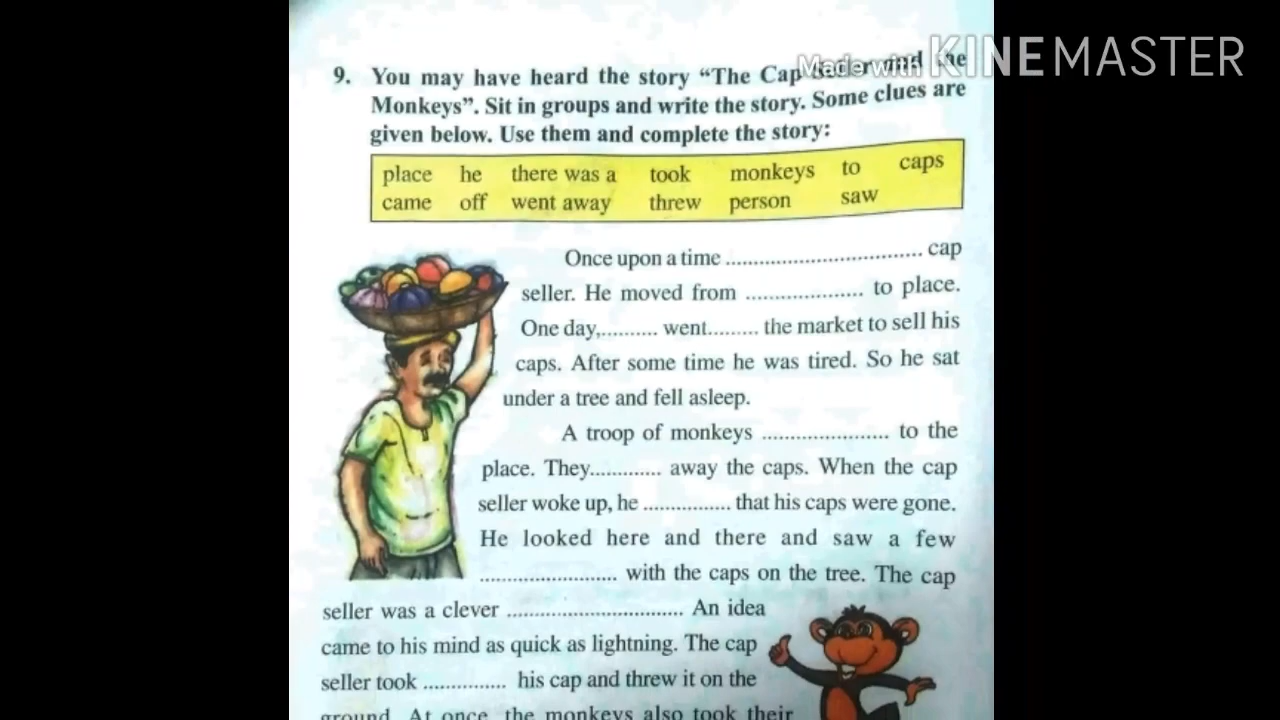 Made with KINEMASTER
9. You may have heard the story “The Cap Seller and the
Monkeys”. Sit in groups and write the story. Some clues are
given below. Use them and complete the story:
place he there was a took monkeys to caps
came off went away threw person saw
Once upon a time ........................................ cap
seller. He moved from ..................... to place.
One day,........... went......... the market to sell his
caps. After some time he was tired. So he sat
under a tree and fell asleep.
A troop of monkeys ....................... to the
place. They............. away the caps. When the cap
seller woke up, he ................ that his caps were gone.
He looked here and there and saw a few
......................... with the caps on the tree. The cap
seller was a clever ................................ An idea
came to his mind as quick as lightning. The cap
seller took ............... his cap and threw it on the
ground. At once, the monkeys also took their